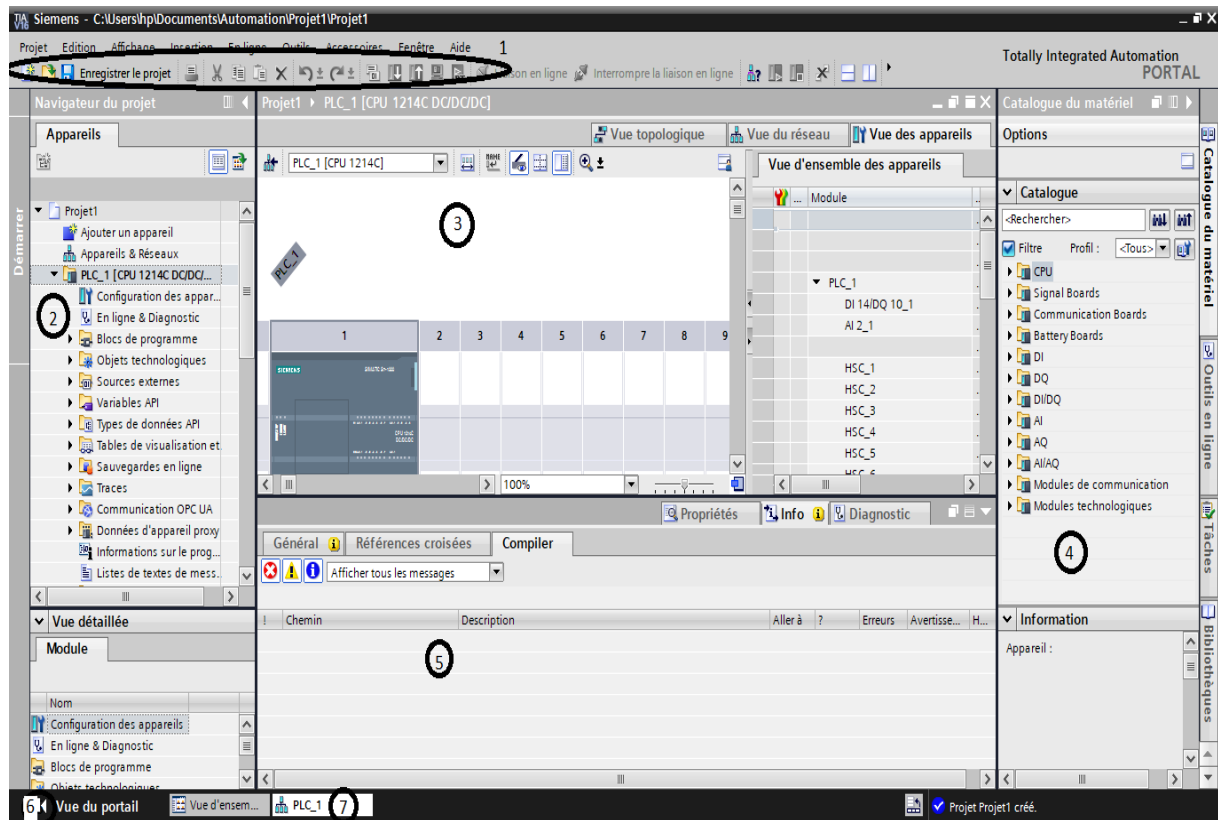 Siemens - C:\Users\hp\Documents\Automation\Projet1\Projet1
Projet Edition Affichage Insertion En ligne Outils Accessoires Fenêtre Aide 1
Enregistrer le projet Liaison en ligne Interrompre la liaison en ligne
Totally Integrated Automation
PORTAL
Navigateur du projet
Appareils
Démarrer
Projet1
Ajouter un appareil
Appareils & Réseaux
PLC_1 [CPU 1214C DC/DC/...
Configuration des appar...
2
En ligne & Diagnostic
Blocs de programme
Objets technologiques
Sources externes
Variables API
Types de données API
Tables de visualisation et
Sauvegardes en ligne
Traces
Communication OPC UA
Données d'appareil proxy
Informations sur le prog...
Listes de textes de mess..
Vue détaillée
Module
Nom
Configuration des appareils
En ligne & Diagnostic
Blocs de programme
Objets technologiques
Projet1 PLC_1 [CPU 1214C DC/DC/DC]
Vue topologique Vue du réseau Vue des appareils
PLC_1 [CPU 1214C]
3
PLC_1
1 2 3 4 5 6 7 8 9
SIEMENS
100%
Vue d'ensemble des appareils
... Module ..
PLC_1
DI 14/DQ 10_1
AI 2_1
HSC_1
HSC_2
HSC_3
HSC_4
HSC_5
HSC_6
Propriétés Info Diagnostic
Général Références croisées Compiler
Afficher tous les messages
! Chemin Description Aller à ? Erreurs Avertisse... H...
5
Catalogue du matériel
Options
Catalogue
<Rechercher>
Filtre Profil : <Tous>
CPU
Signal Boards
Communication Boards
Battery Boards
DI
DQ
DI/DQ
AI
AQ
AI/AQ
Modules de communication
Modules technologiques
4
Information
Appareil :
Catalogue du matériel
Outils en ligne
Tâches
Bibliothèques
6 Vue du portail Vue d'ensem... PLC_1 7 Projet Projet1 créé.